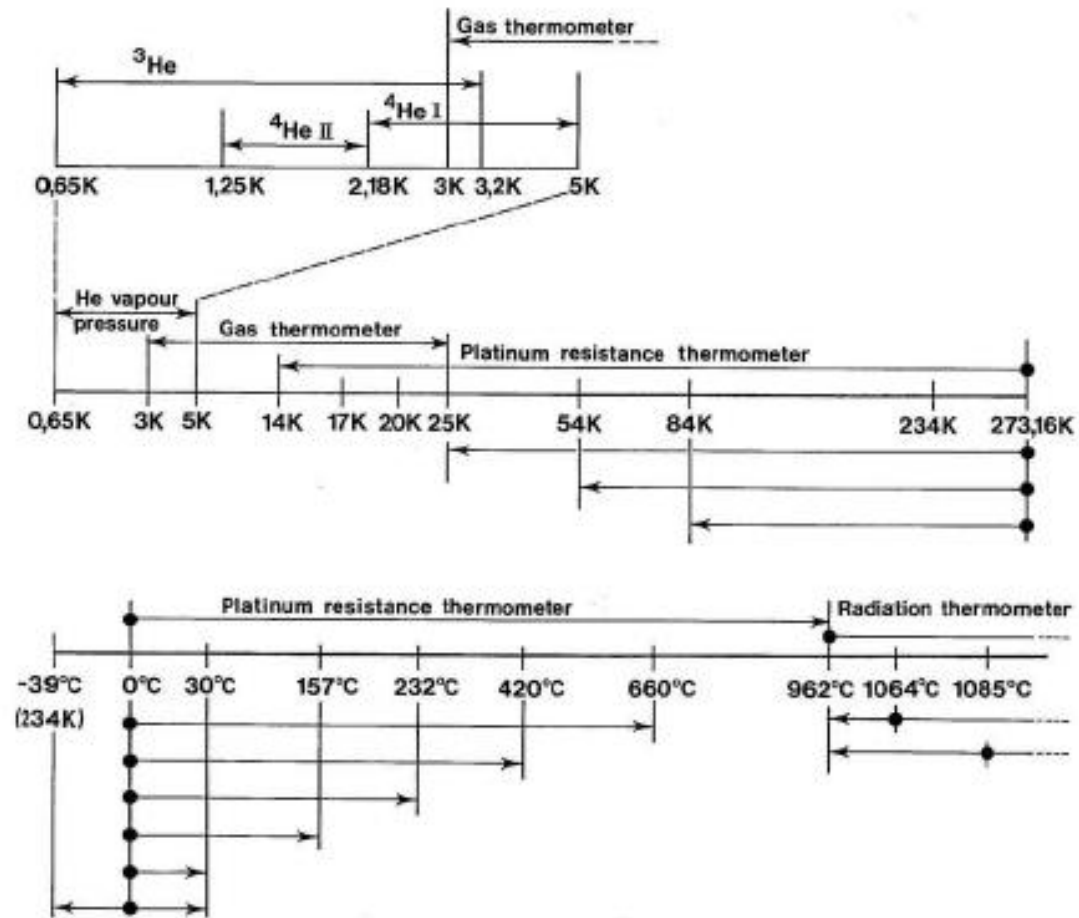 Gas thermometer
³He
⁴He I
⁴He II
0,65K 1,25K 2,18K 3K 3,2K 5K
He vapour
pressure
Gas thermometer
Platinum resistance thermometer
0,65K 3K 5K 14K 17K 20K 25K 54K 84K 234K 273,16K
Platinum resistance thermometer
Radiation thermometer
-39°C 0°C 30°C 157°C 232°C 420°C 660°C 962°C 1064°C 1085°C
(234K)